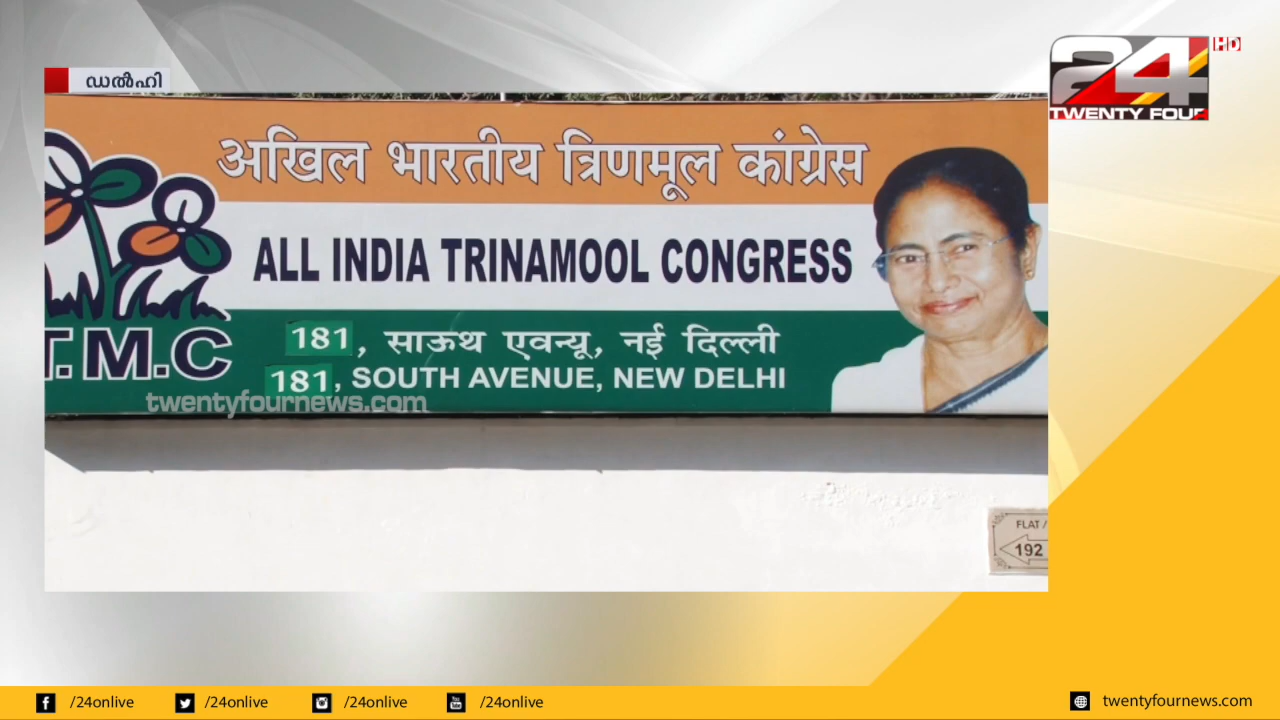 24 HD
TWENTY FOUR
ഡൽഹി
अखिल भारतीय त्रिणमूल कांग्रेस
ALL INDIA TRINAMOOL CONGRESS
T.M.C
181, साऊथ एवन्यू, नई दिल्ली
181, SOUTH AVENUE, NEW DELHI
twentyfournews.com
FLAT /
192
/24onlive
/24onlive
/24onlive
/24onlive
twentyfournews.com